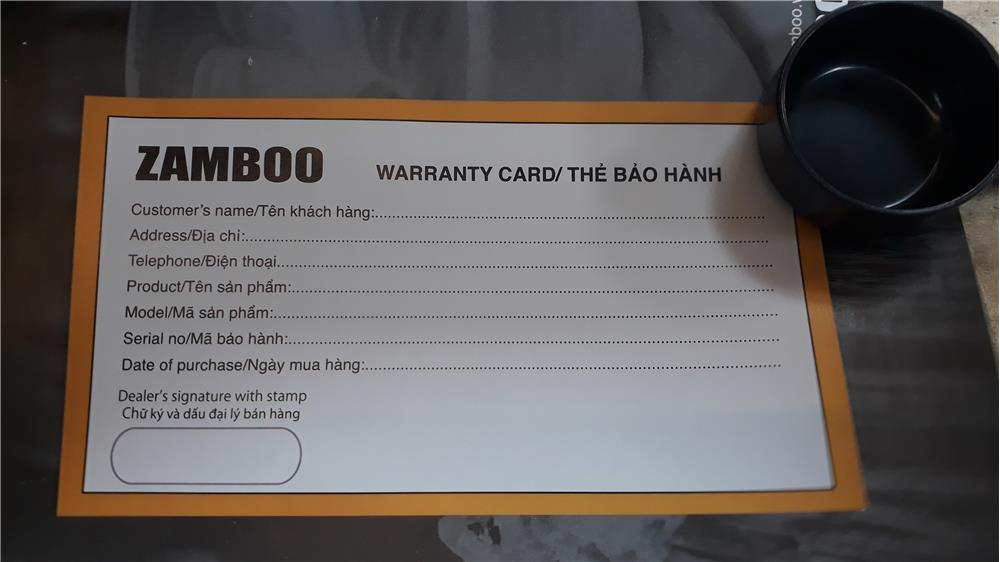 ZAMBOO
WARRANTY CARD/ THẺ BẢO HÀNH
Customer's name/Tên khách hàng:
Address/Địa chỉ:
Telephone/Điện thoại
Product/Tên sản phẩm:
Model/Mã sản phẩm:
Serial no/Mã bảo hành:
Date of purchase/Ngày mua hàng:
Dealer's signature with stamp
Chữ ký và dấu đại lý bán hàng